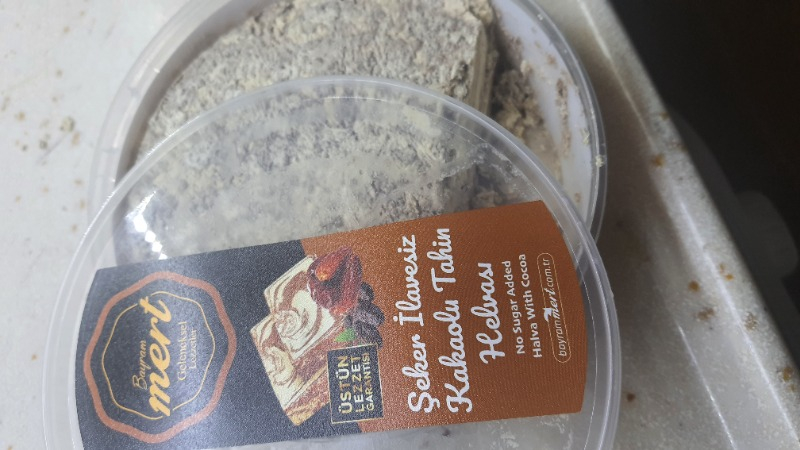 Bayram
mert
Geleneksel
ÜSTÜN
LEZZET
GARANTİSİ
Şeker İlavesiz
Kakaolu Tahin
Helvası
No Sugar Added
Halva With Cocoa
bayrammert.com.tr